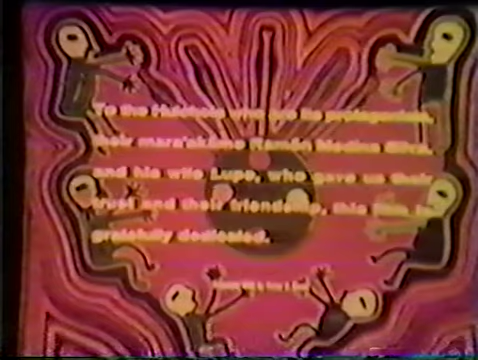 To the Huichols who are its protagonists,
their mara'akáme Ramón Medina Silva,
and his wife Lupe, who gave us their
trust and their friendship, this film is
gratefully dedicated.